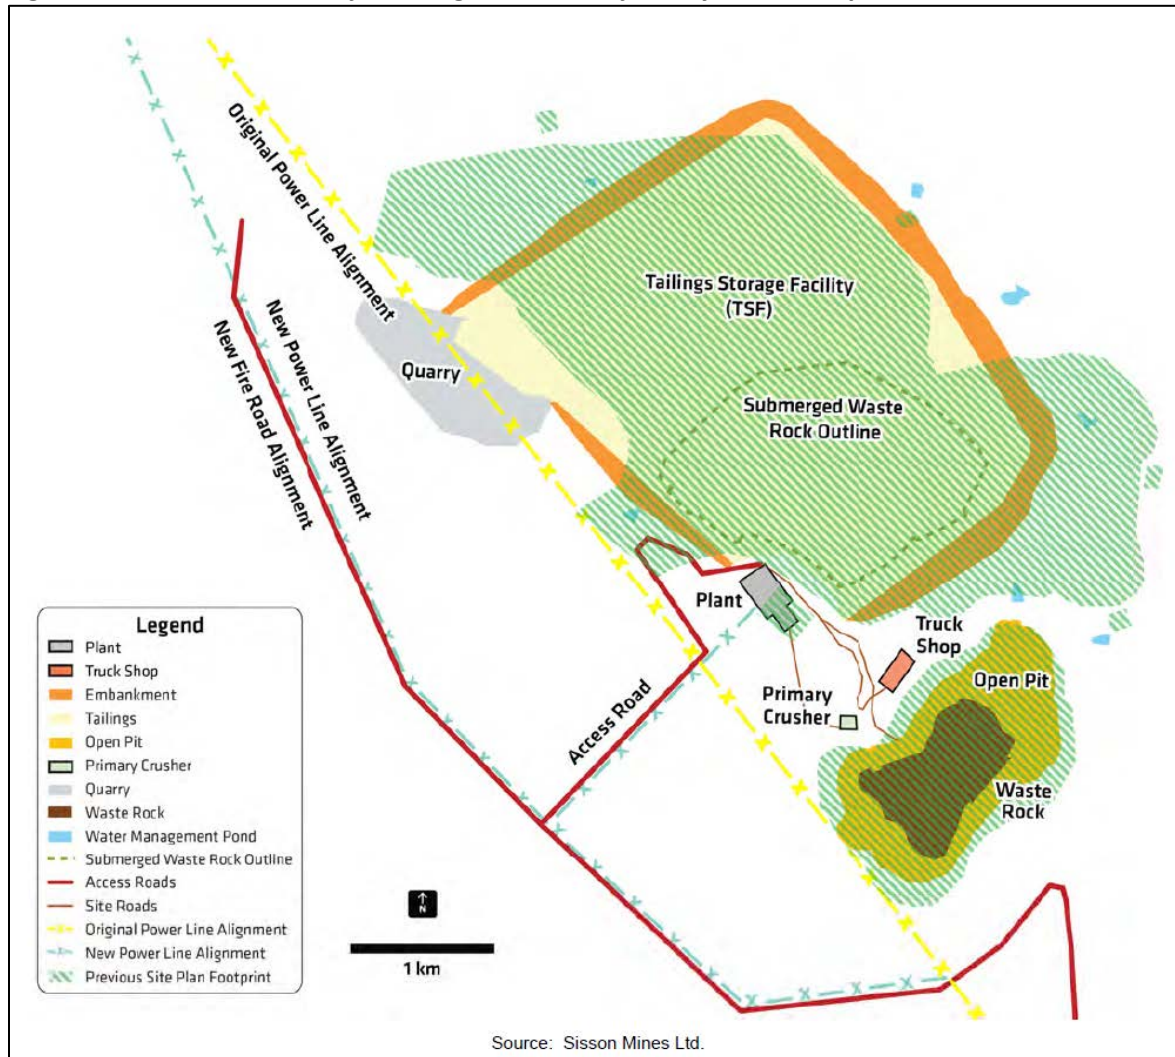 Original Power Line Alignment
New Power Line Alignment
New Fire Road Alignment
Quarry
Tailings Storage Facility
(TSF)
Submerged Waste
Rock Outline
Plant
Truck
Shop
Primary
Crusher
Open Pit
Waste
Rock
Access Road
Legend
Plant
Truck Shop
Embankment
Tailings
Open Pit
Primary Crusher
Quarry
Waste Rock
Water Management Pond
Submerged Waste Rock Outline
Access Roads
Site Roads
Original Power Line Alignment
New Power Line Alignment
Previous Site Plan Footprint
N
1 km
Source: Sisson Mines Ltd.